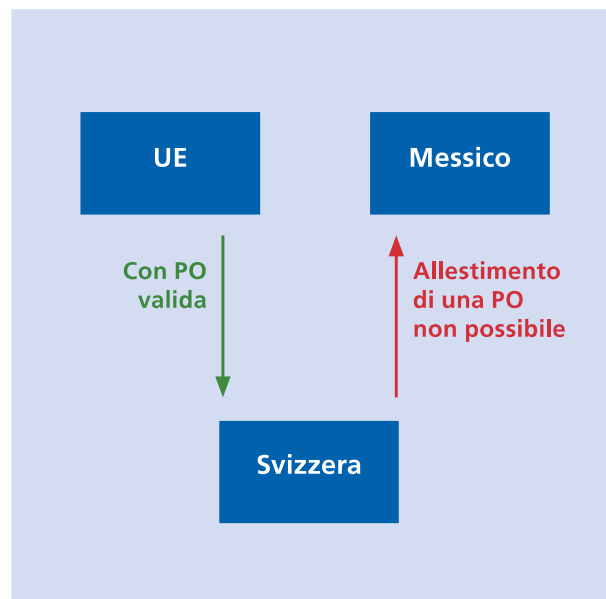 UE
Messico
Con PO
valida
Allestimento
di una PO
non possibile
Svizzera